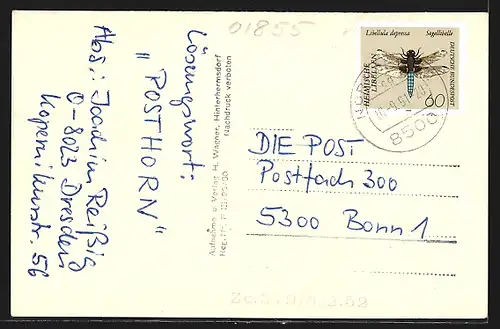 01855
Abs.: Joachim Reißig
O-8023 Dresden
Kopernikusstr. 56
Lösungswort:
„POSTHORN"
Aufnahme u. Verlag H. Wagner, Hinterhermsdorf
Nachdruck verboten
Libellula depressa Segellibelle
HEIMISCHE
LIBELLEN
DEUTSCHE BUNDESPOST
60
8500
DIE POST
Postfach 300
5300 Bonn 1